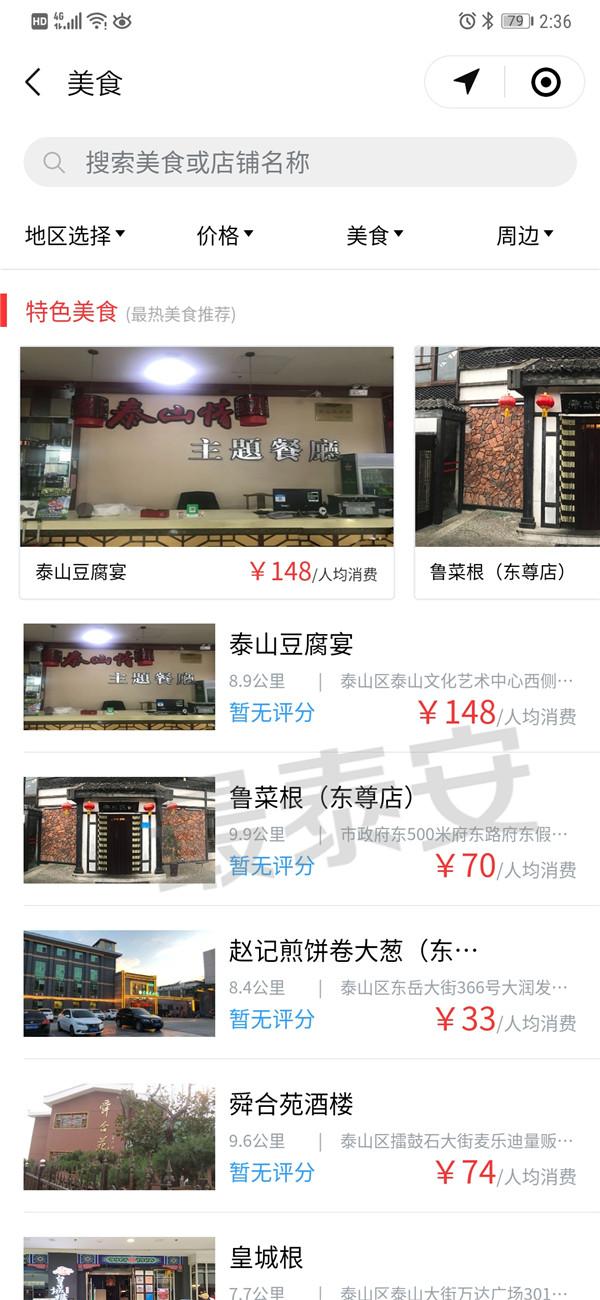 HD 4G 79 2:36
美食
搜索美食或店铺名称
地区选择 价格 美食 周边
特色美食 (最热美食推荐)
泰山情
主题餐厅
泰山豆腐宴 ￥148/人均消费
鲁菜根（东尊店）
泰山情
主题餐厅
泰山豆腐宴
8.9公里 | 泰山区泰山文化艺术中心西侧…
暂无评分 ￥148/人均消费
最泰安
鲁菜根（东尊店）
9.9公里 | 市政府东500米府东路府东假…
暂无评分 ￥70/人均消费
赵记煎饼卷大葱（东…
8.4公里 | 泰山区东岳大街366号大润发…
暂无评分 ￥33/人均消费
舜合苑
舜合苑酒楼
9.6公里 | 泰山区擂鼓石大街麦乐迪量贩…
暂无评分 ￥74/人均消费
皇城根
7.7公里 | 泰山区泰山大街万达广场301…